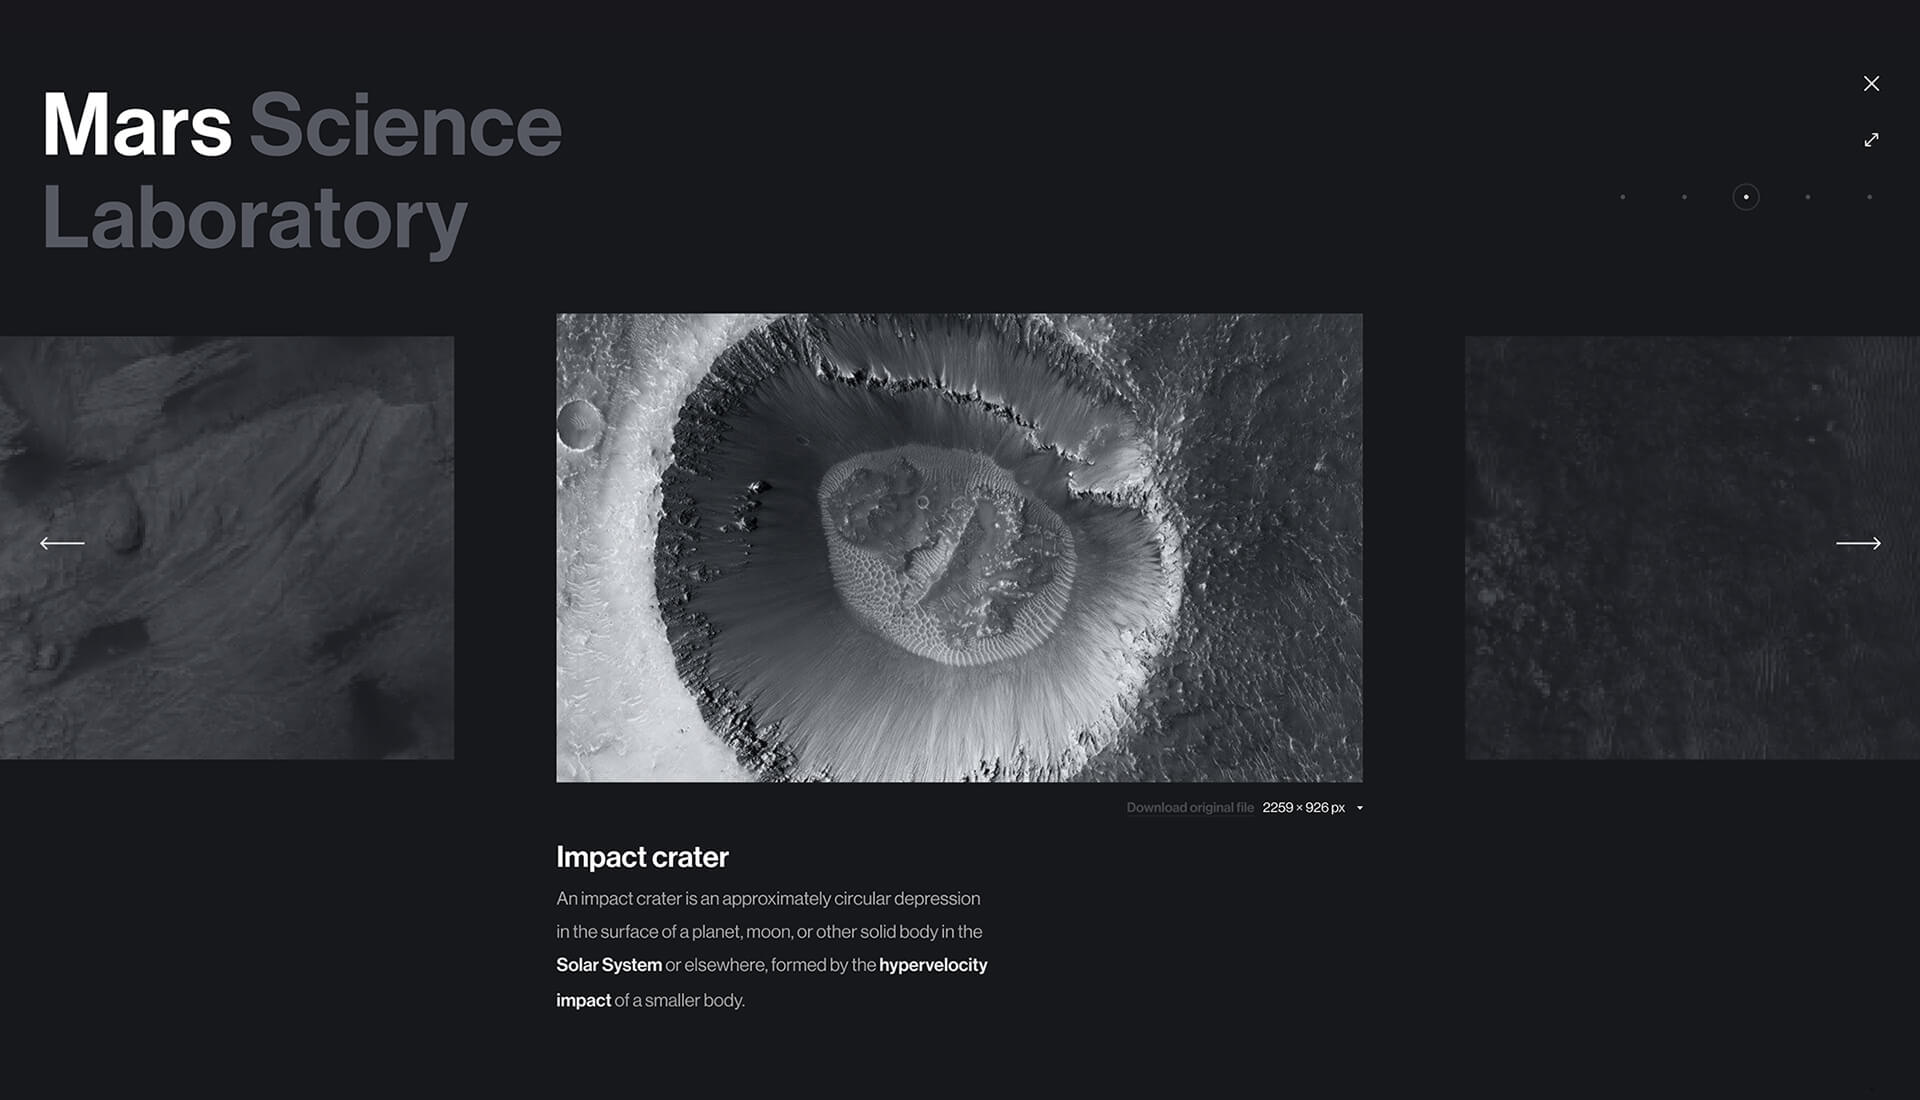 Mars Science
Laboratory
Download original file 2259 × 926 px
Impact crater
An impact crater is an approximately circular depression
in the surface of a planet, moon, or other solid body in the
Solar System or elsewhere, formed by the hypervelocity
impact of a smaller body.